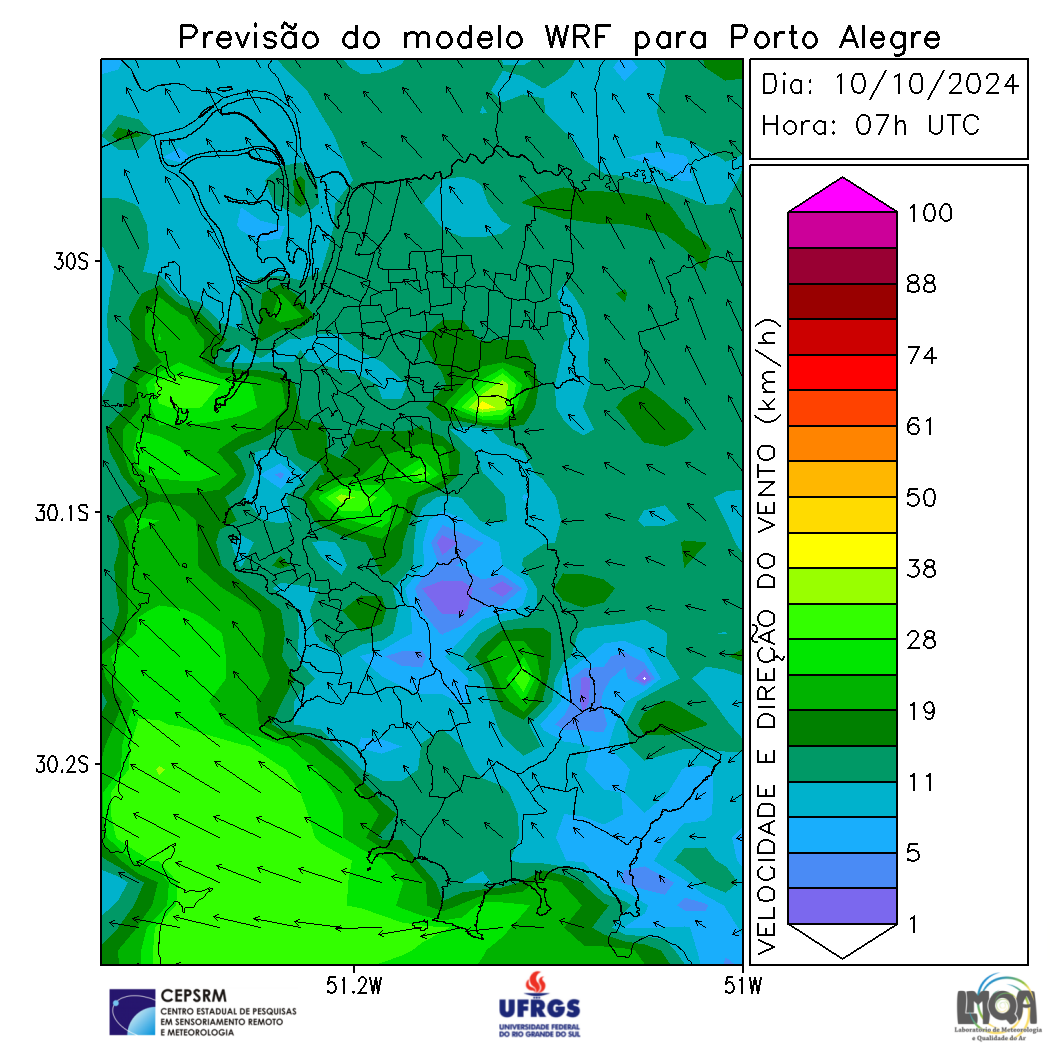 Previsão do modelo WRF para Porto Alegre
Dia: 10/10/2024
Hora: 07h UTC
30S
30.1S
30.2S
51.2W
51W
VELOCIDADE E DIREÇÃO DO VENTO (km/h)
100
88
74
61
50
38
28
19
11
5
1
CEPSRM
CENTRO ESTADUAL DE PESQUISAS
EM SENSORIAMENTO REMOTO
E METEOROLOGIA
UFRGS
UNIVERSIDADE FEDERAL
DO RIO GRANDE DO SUL
LMQA
Laboratório de Meteorologia
e Qualidade do Ar